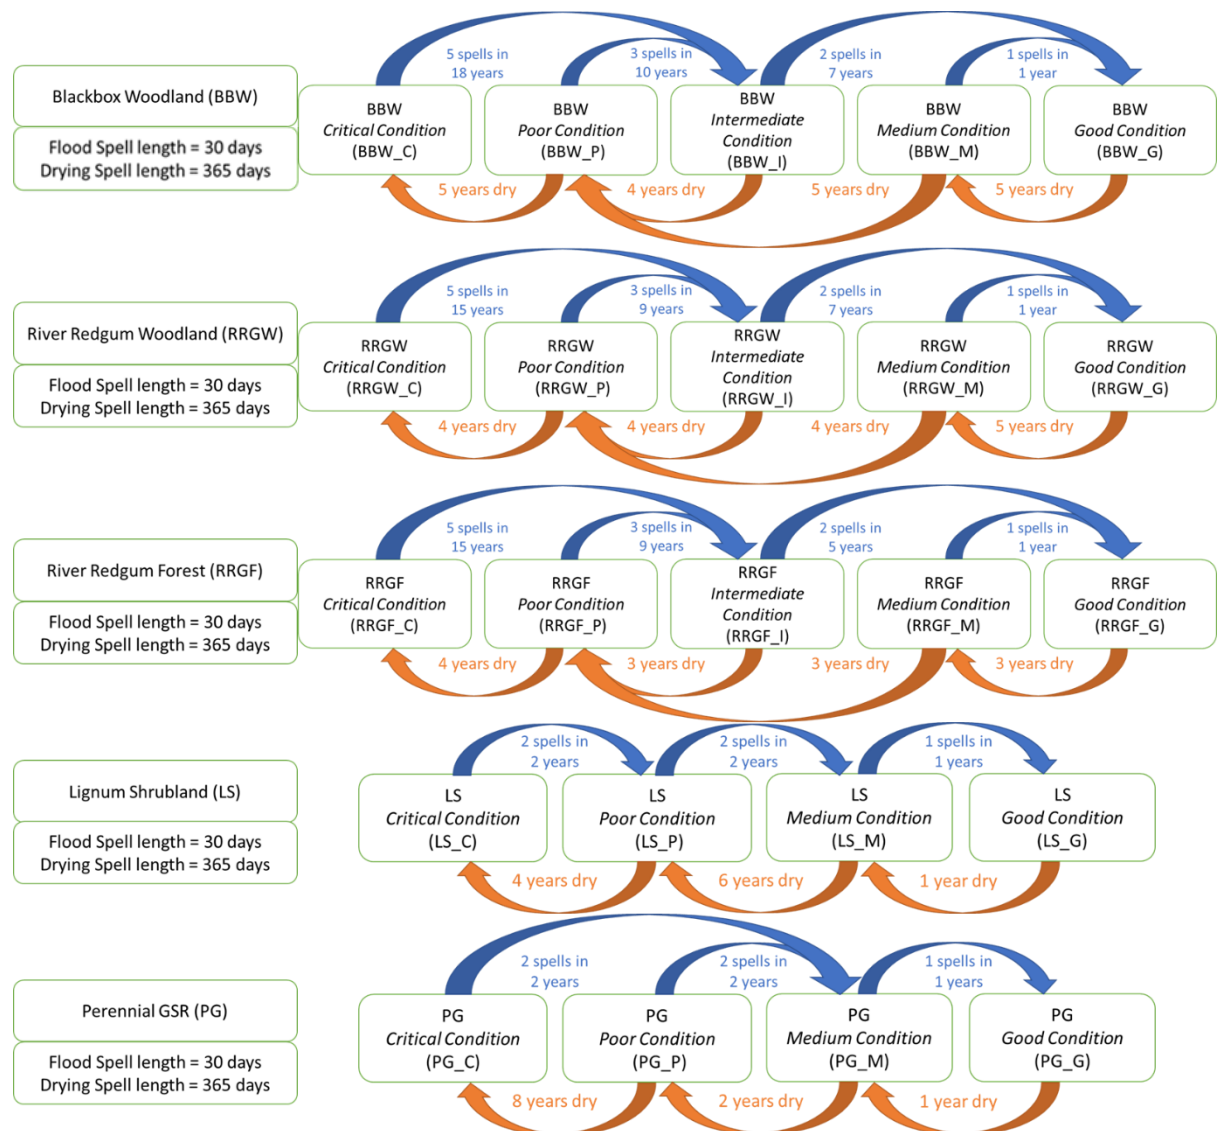 5 spells in
18 years
3 spells in
10 years
2 spells in
7 years
1 spells in
1 year
Blackbox Woodland (BBW)
Flood Spell length = 30 days
Drying Spell length = 365 days
BBW
Critical Condition
(BBW_C)
BBW
Poor Condition
(BBW_P)
BBW
Intermediate
Condition
(BBW_I)
BBW
Medium Condition
(BBW_M)
BBW
Good Condition
(BBW_G)
5 years dry
4 years dry
5 years dry
5 years dry
5 spells in
15 years
3 spells in
9 years
2 spells in
7 years
1 spells in
1 year
River Redgum Woodland (RRGW)
Flood Spell length = 30 days
Drying Spell length = 365 days
RRGW
Critical Condition
(RRGW_C)
RRGW
Poor Condition
(RRGW_P)
RRGW
Intermediate
Condition
(RRGW_I)
RRGW
Medium Condition
(RRGW_M)
RRGW
Good Condition
(RRGW_G)
4 years dry
4 years dry
4 years dry
5 years dry
5 spells in
15 years
3 spells in
9 years
2 spells in
5 years
1 spells in
1 year
River Redgum Forest (RRGF)
Flood Spell length = 30 days
Drying Spell length = 365 days
RRGF
Critical Condition
(RRGF_C)
RRGF
Poor Condition
(RRGF_P)
RRGF
Intermediate
Condition
(RRGF_I)
RRGF
Medium Condition
(RRGF_M)
RRGF
Good Condition
(RRGF_G)
4 years dry
3 years dry
3 years dry
3 years dry
2 spells in
2 years
2 spells in
2 years
1 spells in
1 years
Lignum Shrubland (LS)
Flood Spell length = 30 days
Drying Spell length = 365 days
LS
Critical Condition
(LS_C)
LS
Poor Condition
(LS_P)
LS
Medium Condition
(LS_M)
LS
Good Condition
(LS_G)
4 years dry
6 years dry
1 year dry
2 spells in
2 years
2 spells in
2 years
1 spells in
1 years
Perennial GSR (PG)
Flood Spell length = 30 days
Drying Spell length = 365 days
PG
Critical Condition
(PG_C)
PG
Poor Condition
(PG_P)
PG
Medium Condition
(PG_M)
PG
Good Condition
(PG_G)
8 years dry
2 years dry
1 year dry